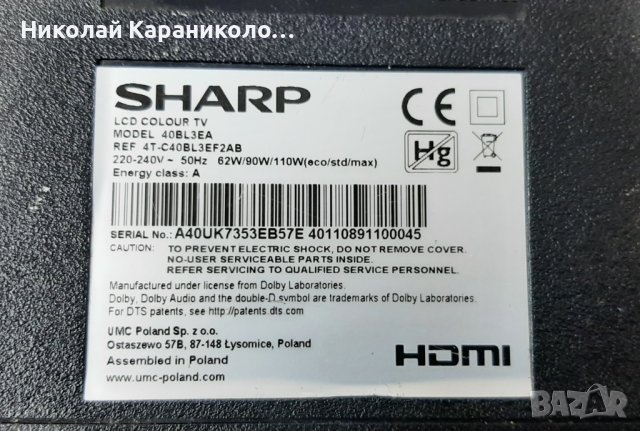 Николай Караниколо…
SHARP
LCD COLOUR TV
MODEL 40BL3EA
REF 4T-C40BL3EF2AB
220-240V ~ 50Hz 62W/90W/110W(eco/std/max)
Energy class: A
CE
Hg
SERIAL No.: A40UK7353EB57E 40110891100045
CAUTION: TO PREVENT ELECTRIC SHOCK, DO NOT REMOVE COVER.
NO-USER SERVICEABLE PARTS INSIDE.
REFER SERVICING TO QUALIFIED SERVICE PERSONNEL.
Manufactured under license from Dolby Laboratories.
Dolby, Dolby Audio and the double-D symbol are trademarks of Dolby Laboratories.
For DTS patents, see http://patents.dts.com
UMC Poland Sp. z o.o.
Ostaszewo 57B, 87-148 Łysomice, Poland
Assembled in Poland
www.umc-poland.com
HDMI
BAZAR